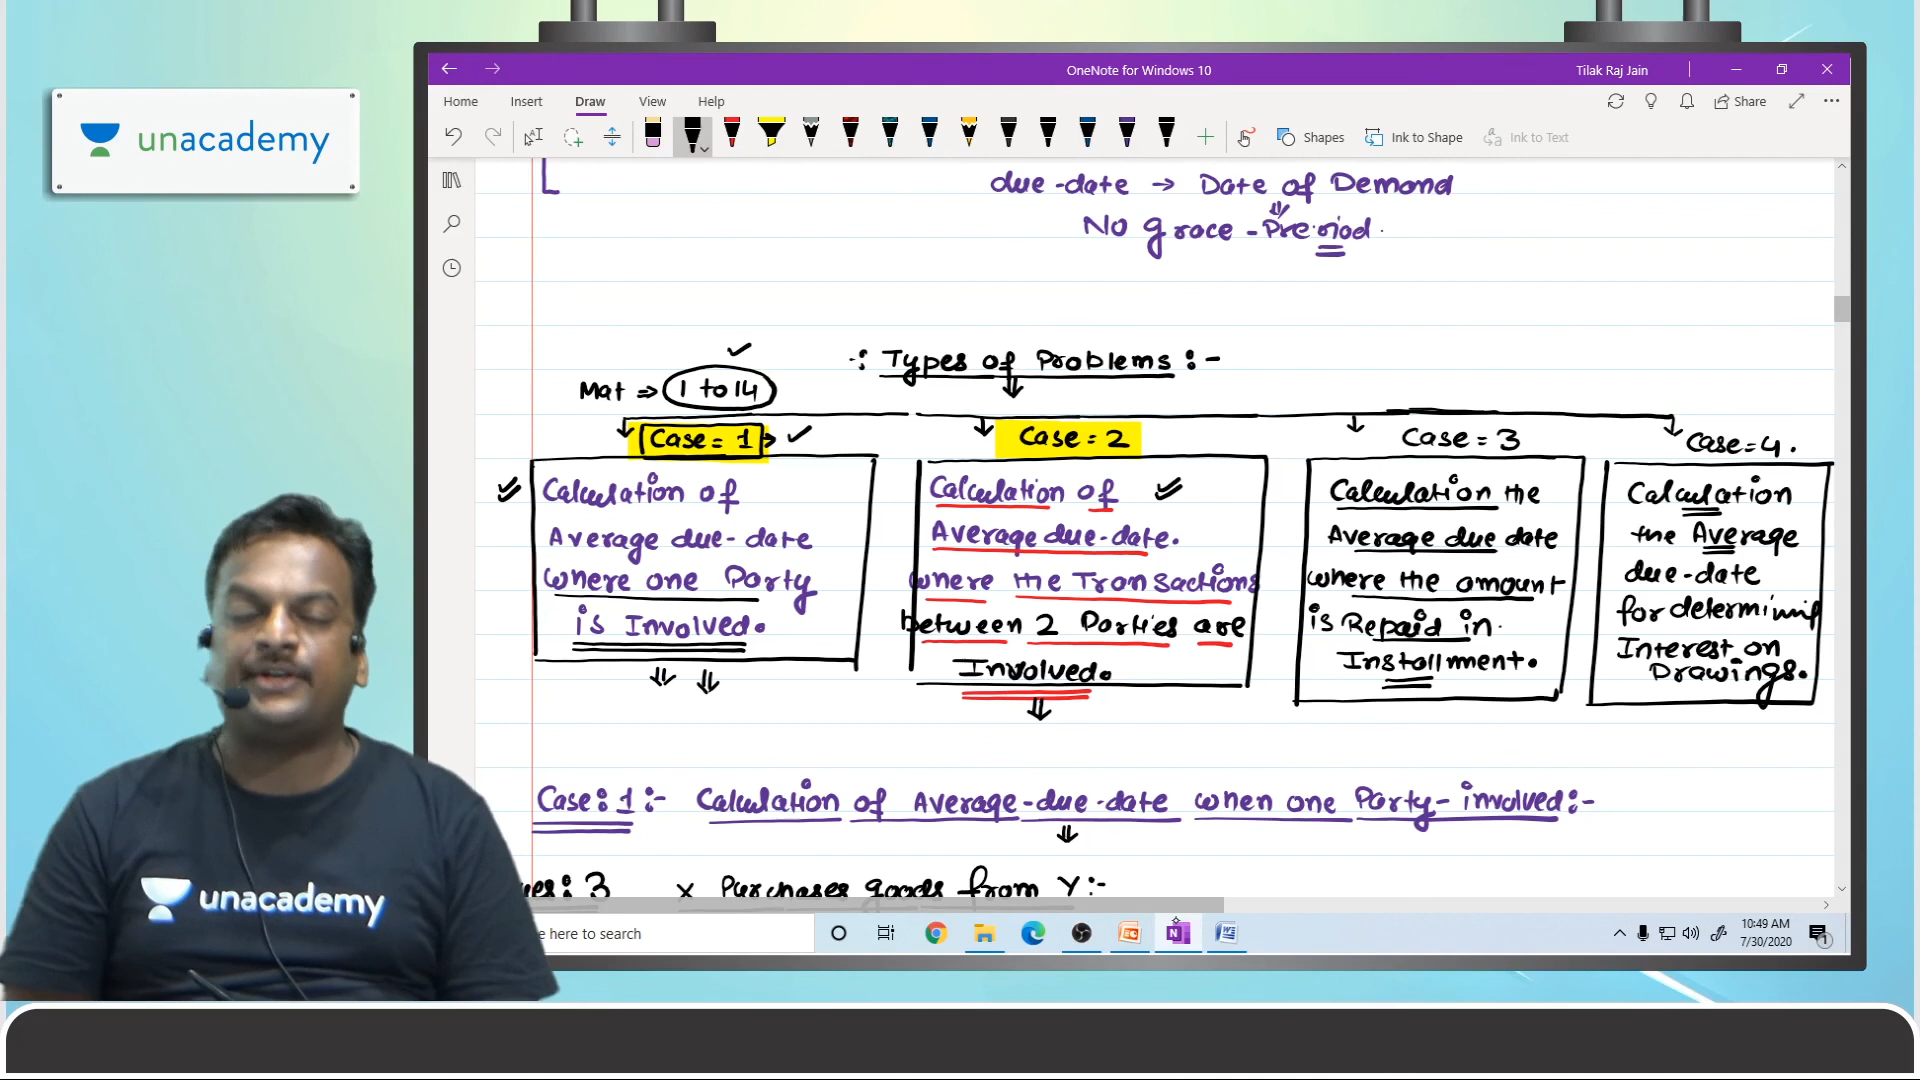 unacademy
OneNote for Windows 10
Tilak Raj Jain
Home Insert Draw View Help
Share
Shapes
Ink to Shape
Ink to Text
due-date → Date of Demand
No grace-Preriod.
Mat ⇒ 1 to 14
-: Types of Problems :-
Case = 1
Calculation of
Average due-date
where one Party
is Involved.
Case = 2
Calculation of
Average due-date.
where the Transactions
between 2 Parties are
Involved.
Case = 3
Calculation the
Average due date
where the amount
is Repaid in
Installment.
Case=4.
Calculation
the Average
due-date
for determining
Interest on
Drawings.
Case: 1 :- Calculation of Average-due-date when one Party-involved:-
ues: 3 x Purchases goods from Y:-
unacademy
e here to search
10:49 AM
7/30/2020
1